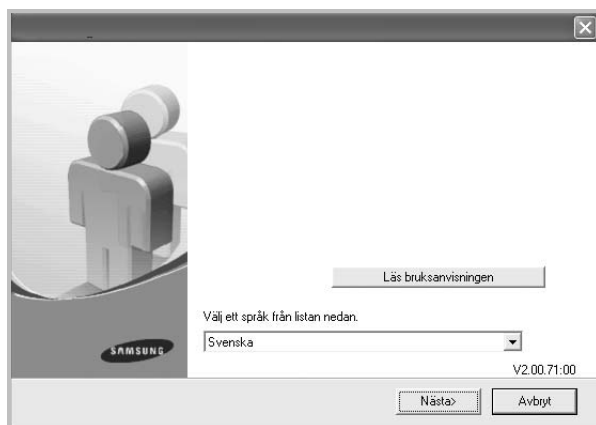 Läs bruksanvisningen
Välj ett språk från listan nedan.
Svenska
SAMSUNG
V2.00.71:00
Nästa>
Avbryt